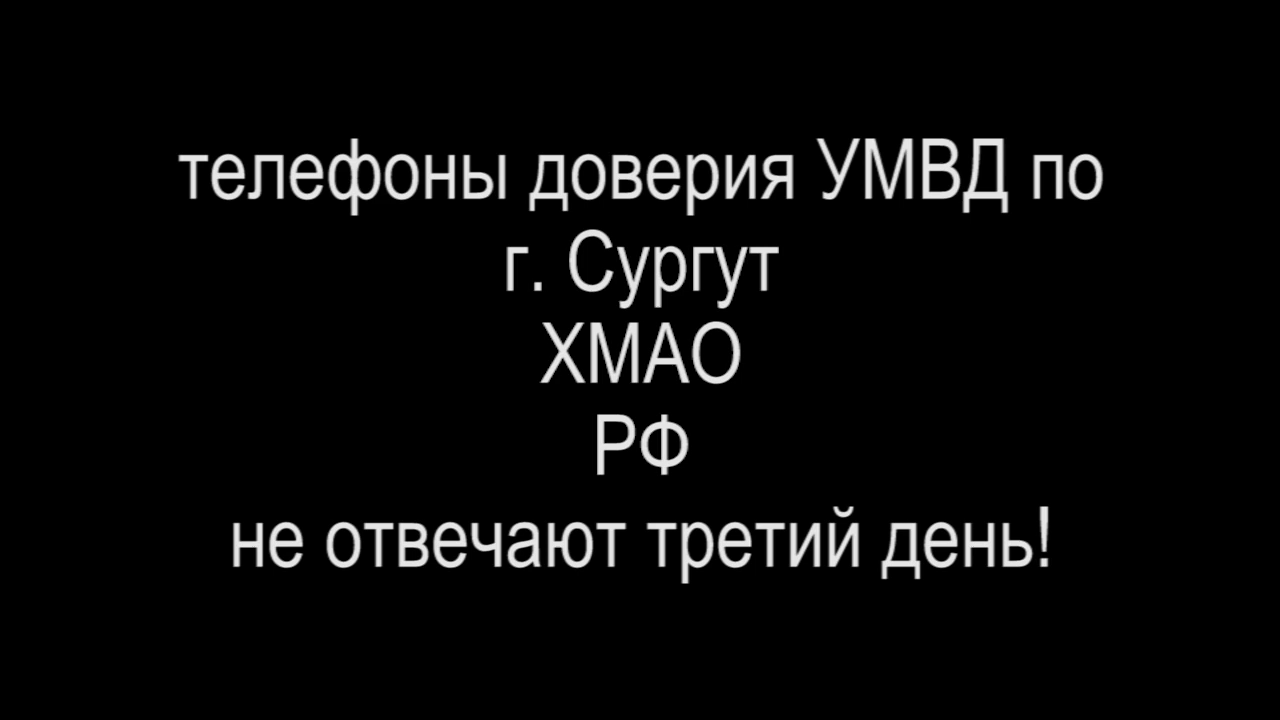 телефоны доверия УМВД по
г. Сургут
ХМАО
РФ
не отвечают третий день!